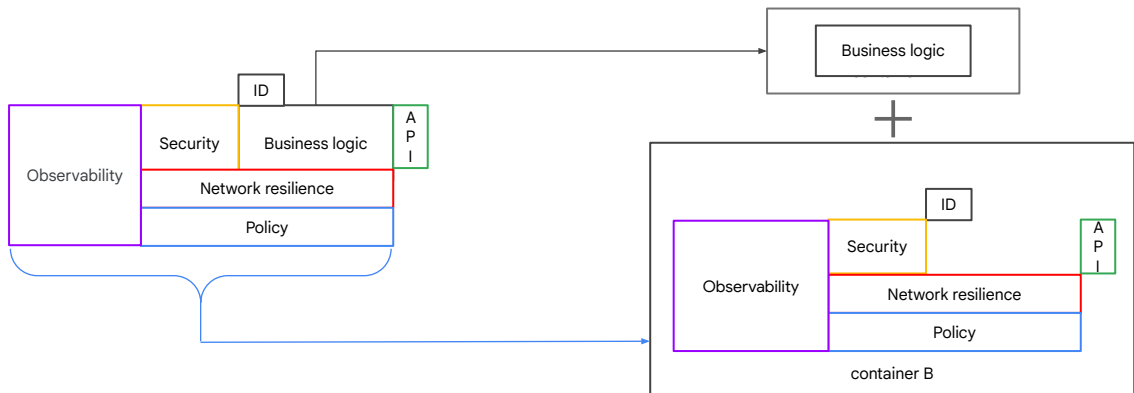 ID
Observability
Security
Business logic
A
P
I
Network resilience
Policy
Business logic
+
ID
Observability
Security
A
P
I
Network resilience
Policy
container B